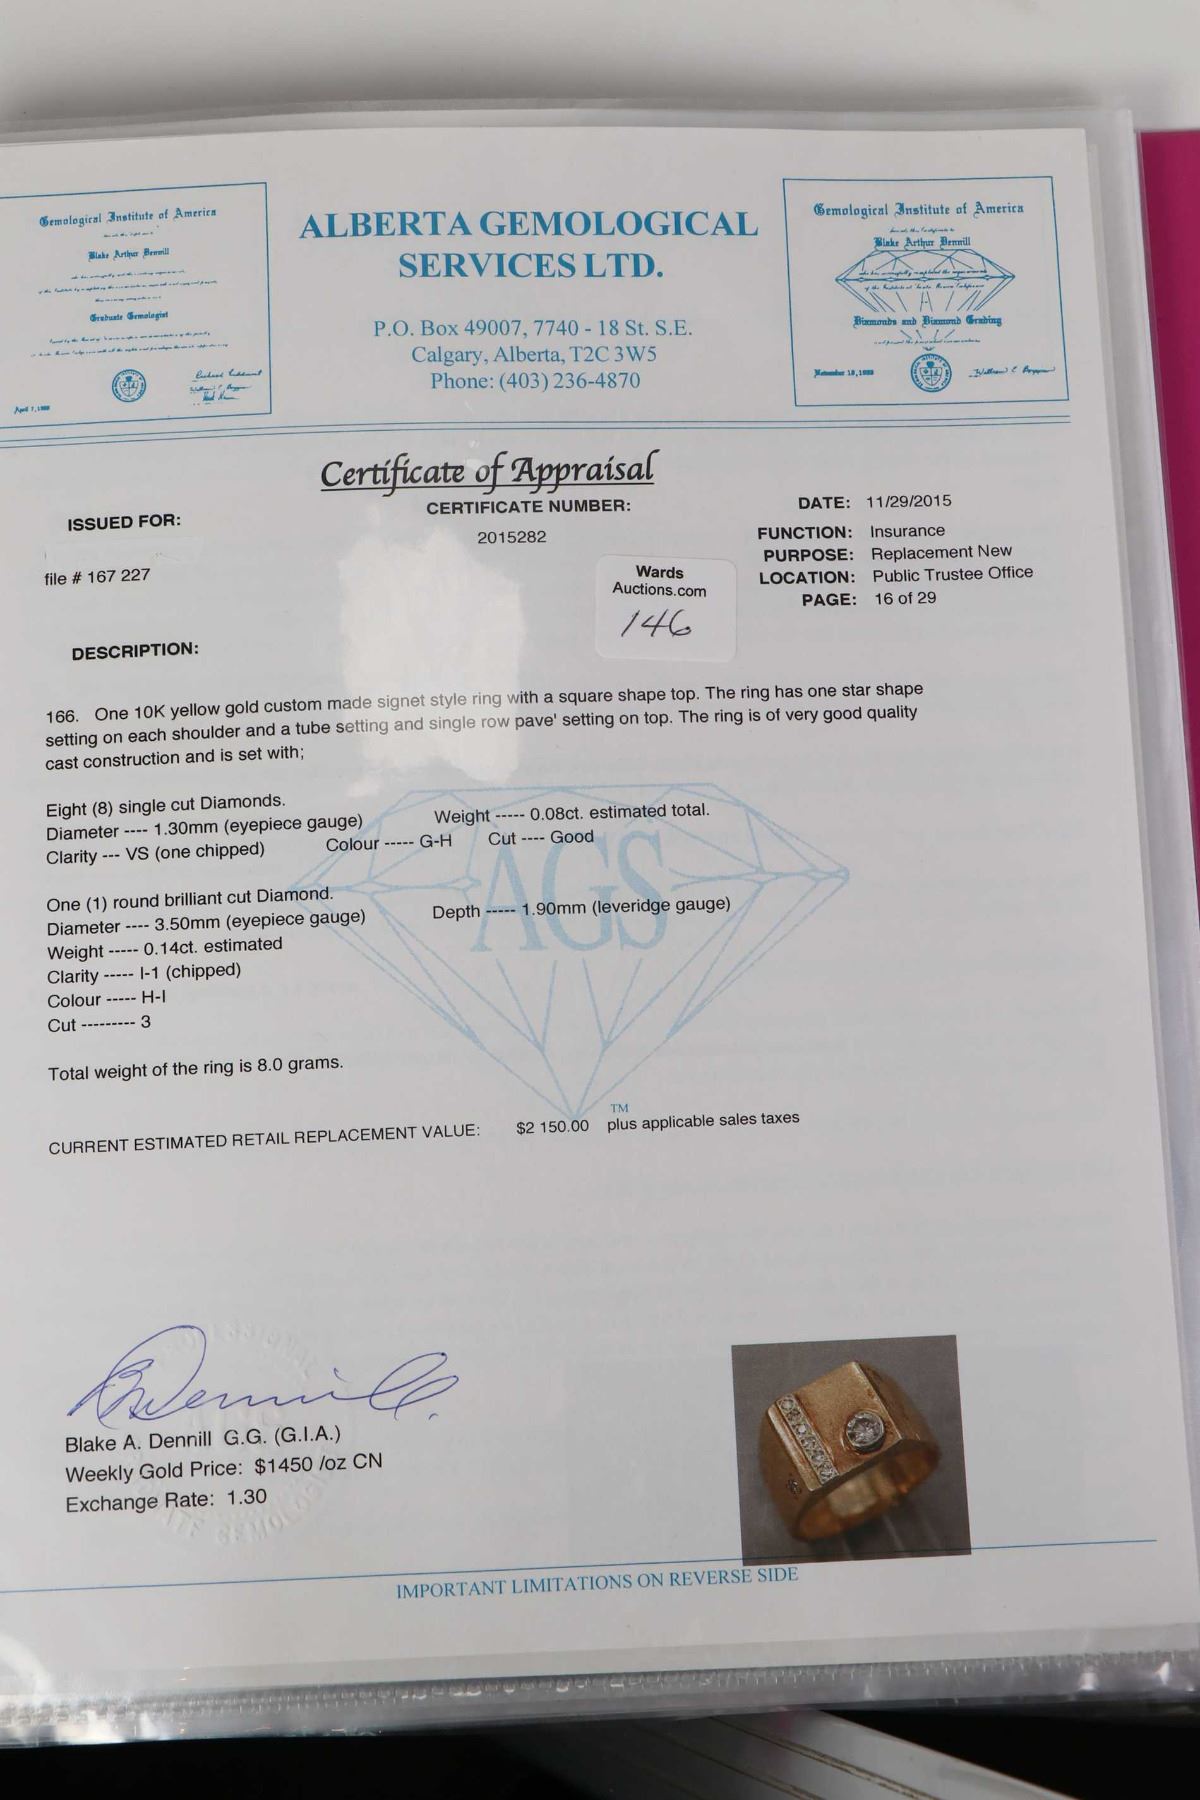 Gemological Institute of America
Blake Arthur Dennill
Graduate Gemologist
April 7, 1988
ALBERTA GEMOLOGICAL
SERVICES LTD.
P.O. Box 49007, 7740 - 18 St. S.E.
Calgary, Alberta, T2C 3W5
Phone: (403) 236-4870
Gemological Institute of America
Blake Arthur Dennill
Diamonds and Diamond Grading
Certificate of Appraisal
ISSUED FOR:
file # 167 227
CERTIFICATE NUMBER:
2015282
DATE: 11/29/2015
FUNCTION: Insurance
PURPOSE: Replacement New
LOCATION: Public Trustee Office
PAGE: 16 of 29
Wards
Auctions.com
146
DESCRIPTION:
166. One 10K yellow gold custom made signet style ring with a square shape top. The ring has one star shape
setting on each shoulder and a tube setting and single row pave' setting on top. The ring is of very good quality
cast construction and is set with;
Eight (8) single cut Diamonds.
Diameter ---- 1.30mm (eyepiece gauge) Weight ----- 0.08ct. estimated total.
Clarity --- VS (one chipped) Colour ----- G-H Cut ---- Good
One (1) round brilliant cut Diamond.
Diameter ---- 3.50mm (eyepiece gauge) Depth ----- 1.90mm (leveridge gauge)
Weight ----- 0.14ct. estimated
Clarity ----- I-1 (chipped)
Colour ----- H-I
Cut --------- 3
AGS
Total weight of the ring is 8.0 grams.
TM
CURRENT ESTIMATED RETAIL REPLACEMENT VALUE: $2 150.00 plus applicable sales taxes
Blake A. Dennill G.G. (G.I.A.)
Weekly Gold Price: $1450 /oz CN
Exchange Rate: 1.30
IMPORTANT LIMITATIONS ON REVERSE SIDE